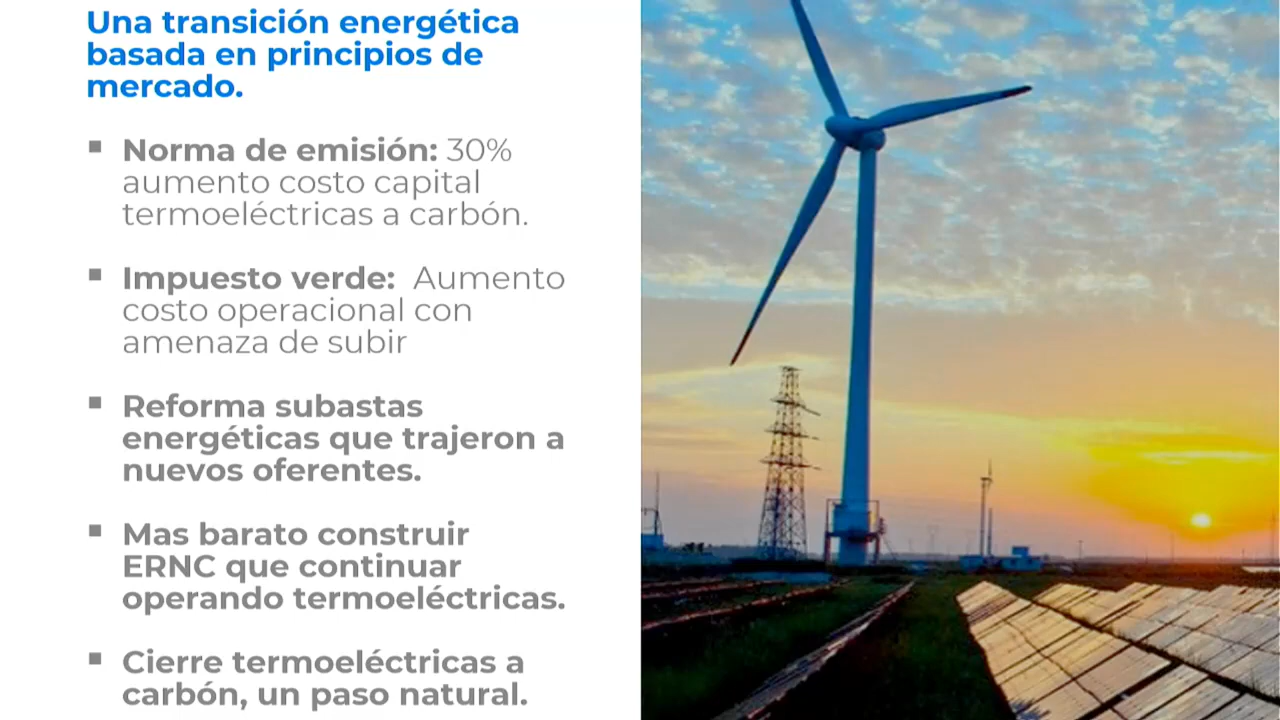 Una transición energética
basada en principios de
mercado.
▪ Norma de emisión: 30%
aumento costo capital
termoeléctricas a carbón.
▪ Impuesto verde: Aumento
costo operacional con
amenaza de subir
▪ Reforma subastas
energéticas que trajeron a
nuevos oferentes.
▪ Mas barato construir
ERNC que continuar
operando termoeléctricas.
▪ Cierre termoeléctricas a
carbón, un paso natural.